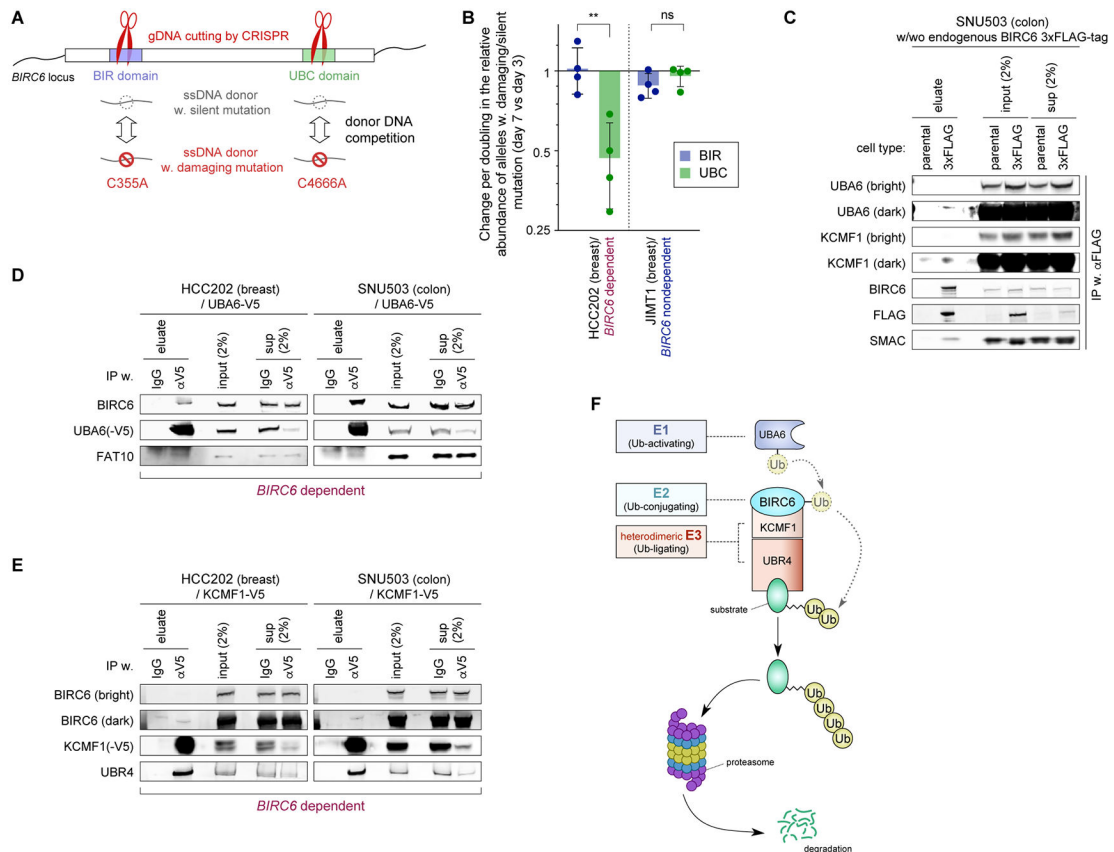 A
gDNA cutting by CRISPR
BIRC6 locus
BIR domain
UBC domain
ssDNA donor
w. silent mutation
donor DNA
competition
ssDNA donor
w. damaging mutation
C355A
C4666A
B
Change per doubling in the relative
abundance of alleles w. damaging/silent
mutation (day 7 vs day 3)
**
ns
1
0.5
0.25
BIR
UBC
HCC202 (breast)/
BIRC6 dependent
JIMT1 (breast)/
BIRC6 nondependent
C
SNU503 (colon)
w/wo endogenous BIRC6 3xFLAG-tag
eluate
input (2%)
sup (2%)
cell type:
parental
3xFLAG
parental
3xFLAG
parental
3xFLAG
UBA6 (bright)
UBA6 (dark)
KCMF1 (bright)
KCMF1 (dark)
BIRC6
FLAG
SMAC
IP w. αFLAG
D
HCC202 (breast)
/ UBA6-V5
SNU503 (colon)
/ UBA6-V5
eluate
input (2%)
sup
(2%)
eluate
input (2%)
sup
(2%)
IP w.
IgG
αV5
IgG
αV5
IgG
αV5
IgG
αV5
BIRC6
UBA6(-V5)
FAT10
BIRC6 dependent
E
HCC202 (breast)
/ KCMF1-V5
SNU503 (colon)
/ KCMF1-V5
eluate
input (2%)
sup
(2%)
eluate
input (2%)
sup
(2%)
IP w.
IgG
αV5
IgG
αV5
IgG
αV5
IgG
αV5
BIRC6 (bright)
BIRC6 (dark)
KCMF1(-V5)
UBR4
BIRC6 dependent
F
E1
(Ub-activating)
UBA6
Ub
E2
(Ub-conjugating)
BIRC6
Ub
heterodimeric E3
(Ub-ligating)
KCMF1
UBR4
substrate
Ub
Ub
Ub
Ub
Ub
Ub
proteasome
degradation